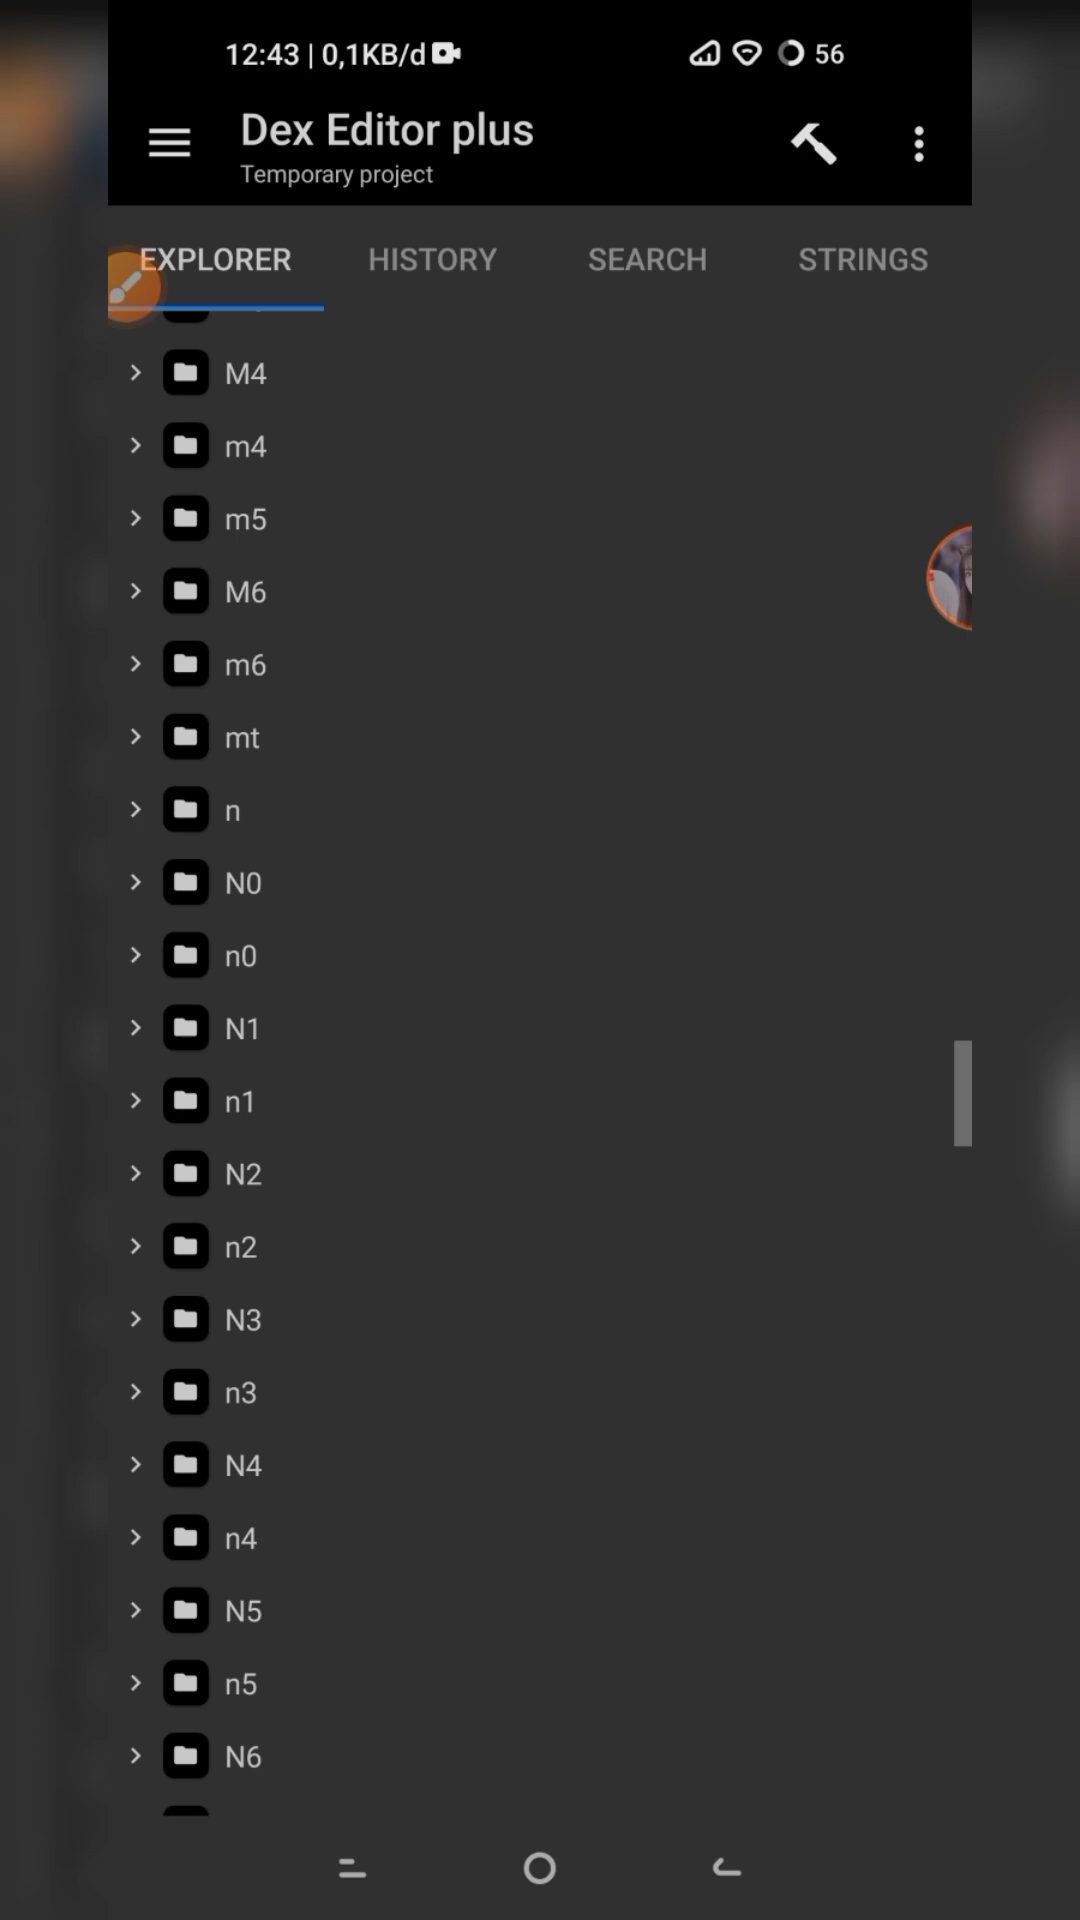 12:43 | 0,1KB/d 56
Dex Editor plus
Temporary project
EXPLORER HISTORY SEARCH STRINGS
M4
m4
m5
M6
m6
mt
n
N0
n0
N1
n1
N2
n2
N3
n3
N4
n4
N5
n5
N6